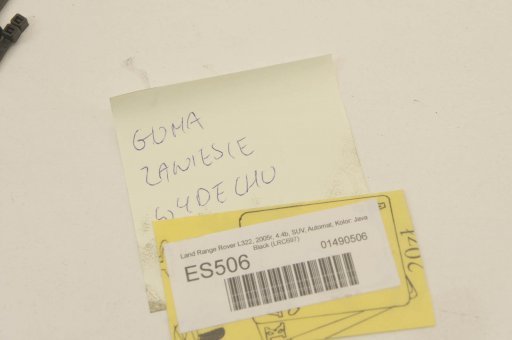 GUMA
ZAWIESIE
WYDECHU
Land Range Rover L322, 2005r, 4.4b, SUV, Automat, Kolor: Java
Black (LRC697)
ES506
01490506